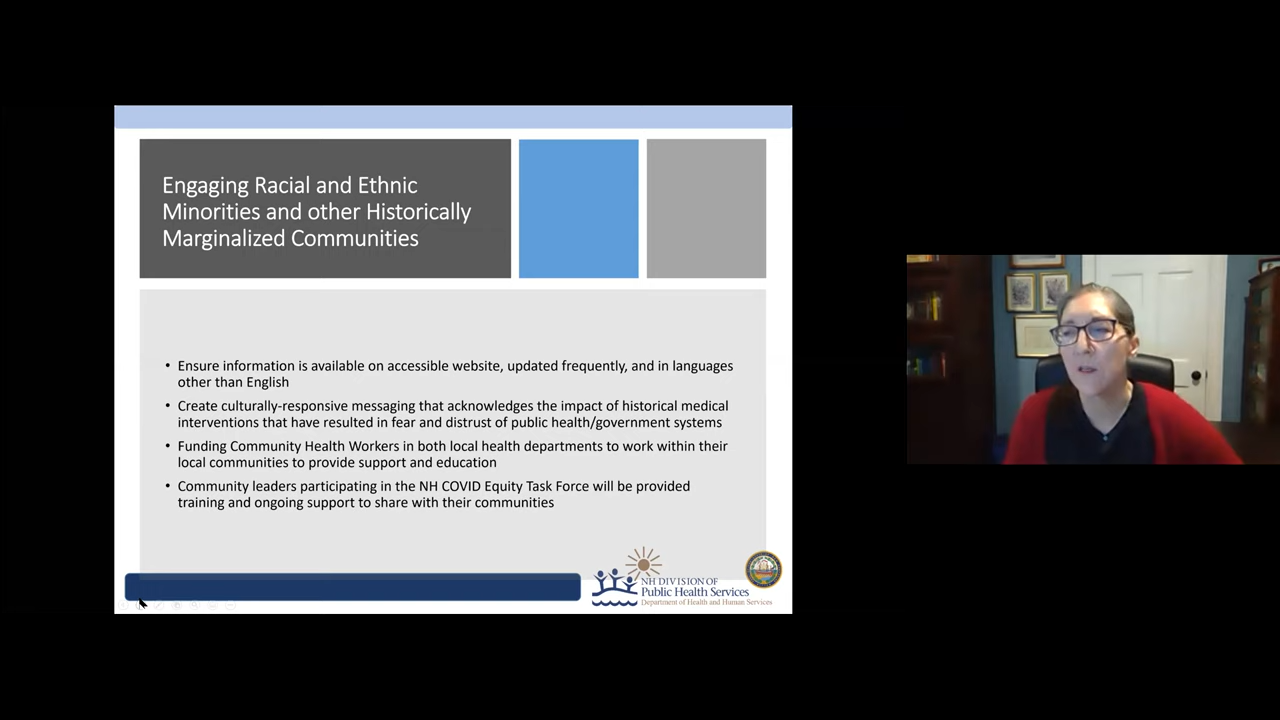 Engaging Racial and Ethnic
Minorities and other Historically
Marginalized Communities
• Ensure information is available on accessible website, updated frequently, and in languages
other than English
• Create culturally-responsive messaging that acknowledges the impact of historical medical
interventions that have resulted in fear and distrust of public health/government systems
• Funding Community Health Workers in both local health departments to work within their
local communities to provide support and education
• Community leaders participating in the NH COVID Equity Task Force will be provided
training and ongoing support to share with their communities
NH DIVISION OF
Public Health Services
Department of Health and Human Services